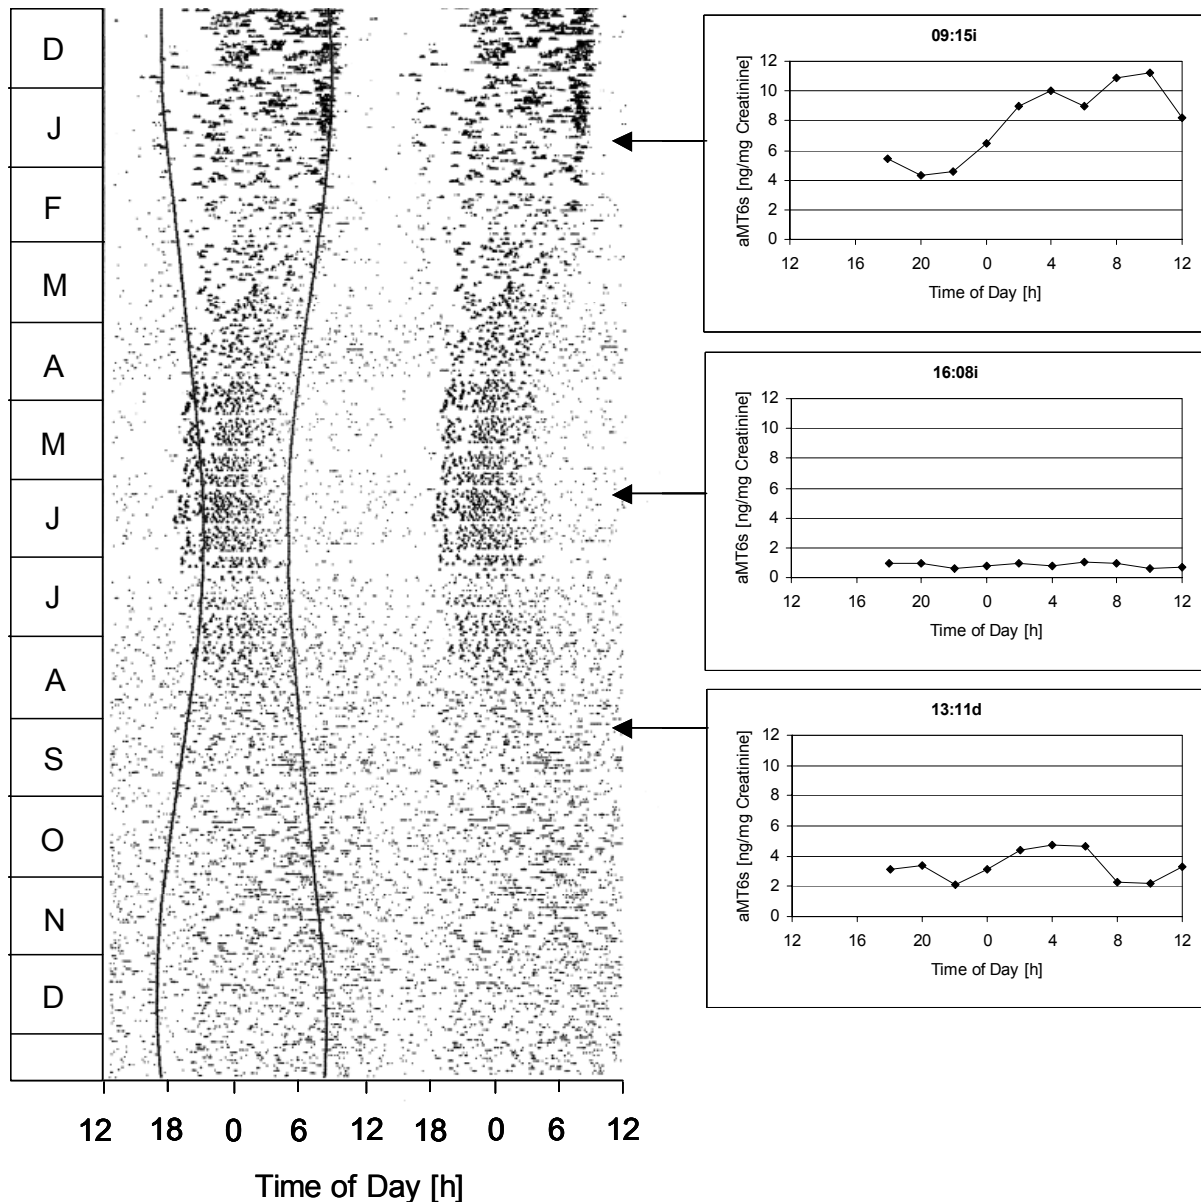 D
J
F
M
A
M
J
J
A
S
O
N
D
12 18 0 6 12 18 0 6 12
Time of Day [h]
09:15i
aMT6s [ng/mg Creatinine]
12
10
8
6
4
2
0
12 16 20 0 4 8 12
Time of Day [h]
16:08i
aMT6s [ng/mg Creatinine]
12
10
8
6
4
2
0
12 16 20 0 4 8 12
Time of Day [h]
13:11d
aMT6s [ng/mg Creatinine]
12
10
8
6
4
2
0
12 16 20 0 4 8 12
Time of Day [h]